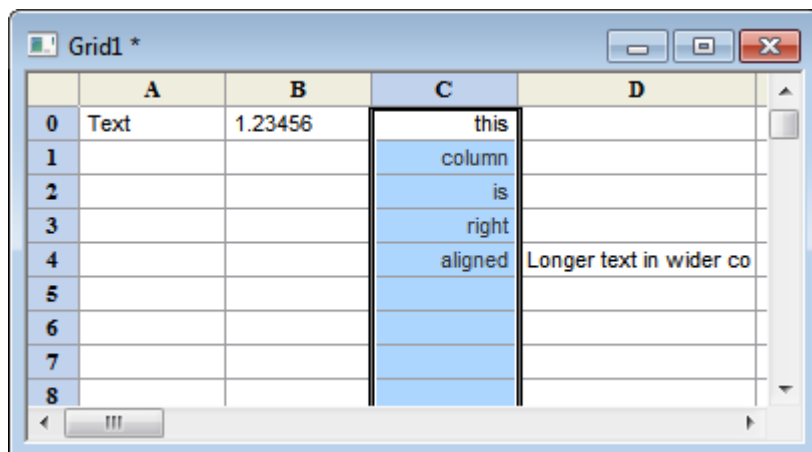 Grid1 *
A B C D
0 Text 1.23456 this
1 column
2 is
3 right
4 aligned Longer text in wider co
5
6
7
8